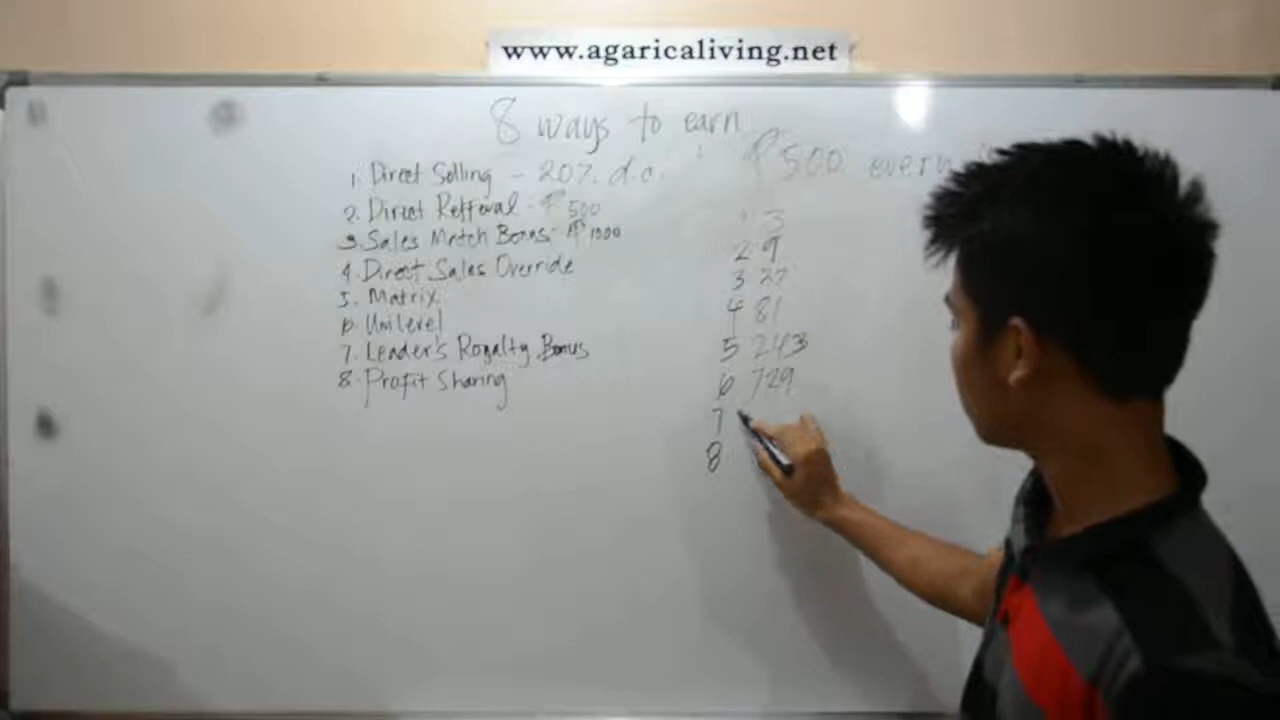 www.agaricaliving.net
8 ways to earn
₱500 every
1. Direct Selling - 20% d.c.
2. Direct Refferal - ₱500
3. Sales Match Bonus - ₱1000
4. Direct Sales Override
5. Matrix
6. Unilevel
7. Leader's Royalty Bonus
8. Profit Sharing
1 3
2 9
3 27
4 81
5 243
6 729
7
8